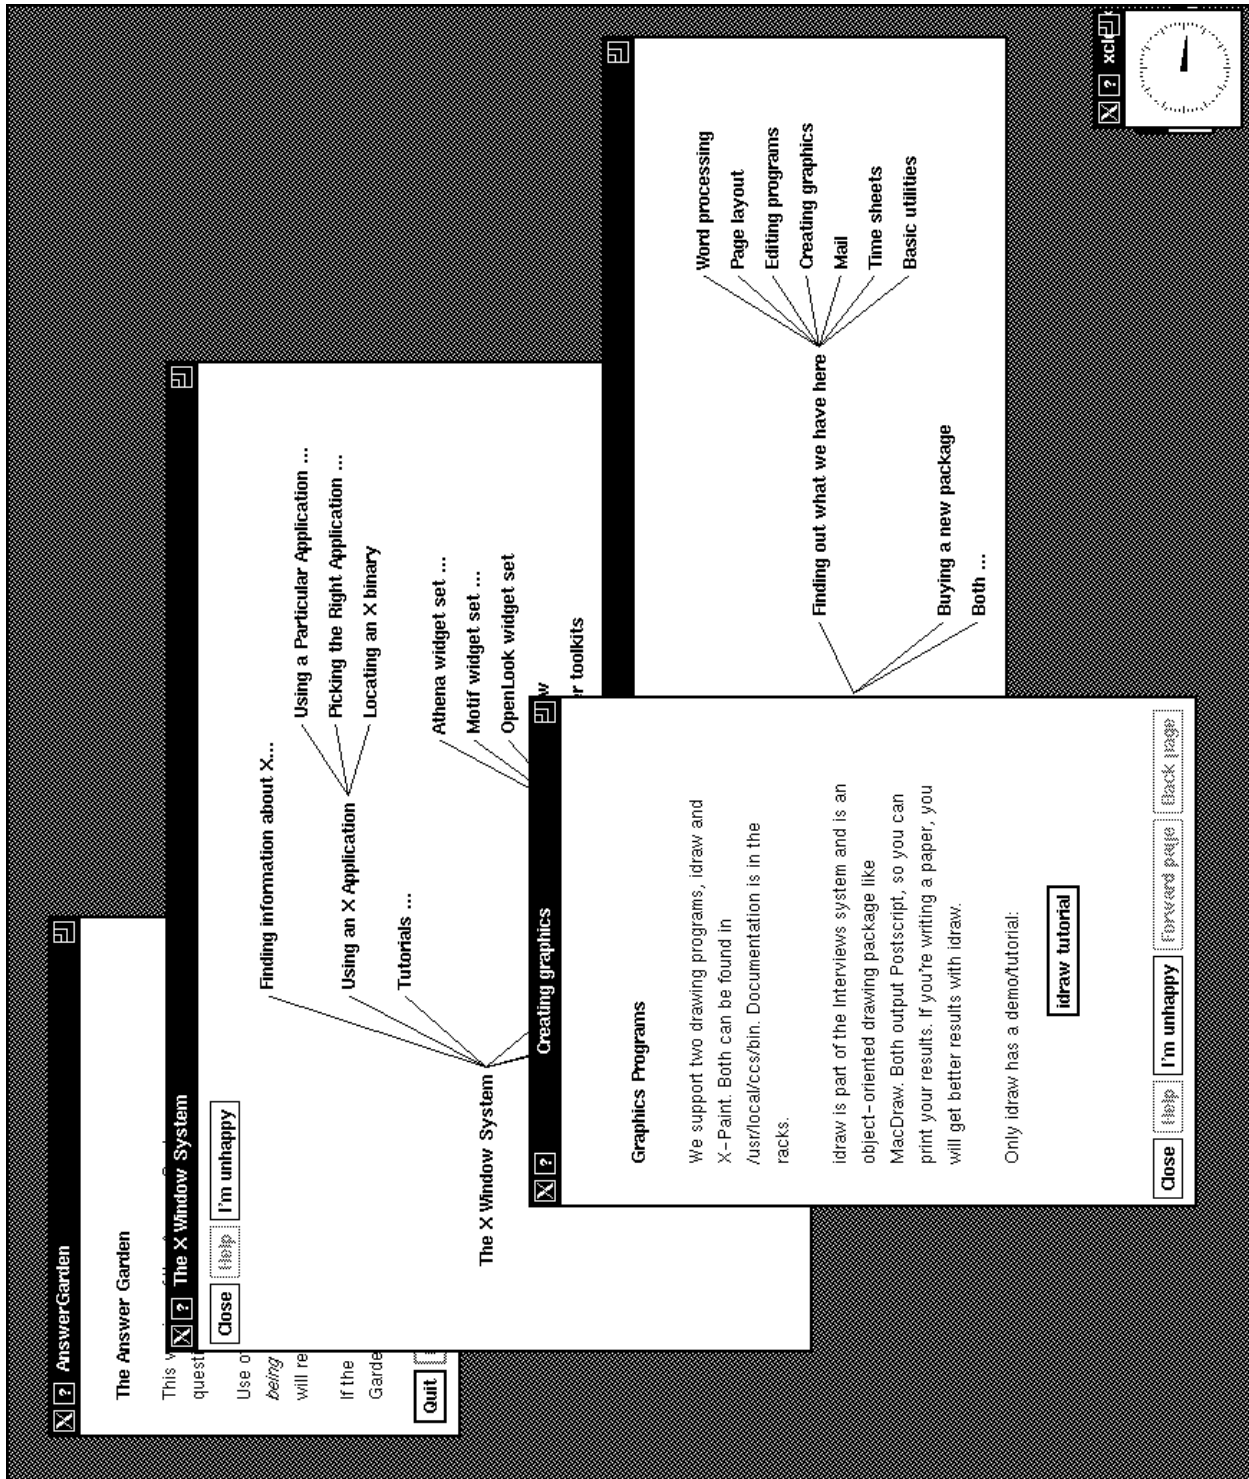 AnswerGarden
The Answer Garden
This
questi
Use o
being
will re
If the
Garde
Quit
The X Window System
Close
Help
I'm unhappy
The X Window System
Finding information about X...
Using an X Application
Tutorials ...
Using a Particular Application ...
Picking the Right Application ...
Locating an X binary
Athena widget set ...
Motif widget set ...
OpenLook widget set
er toolkits
Finding out what we have here
Word processing
Page layout
Editing programs
Creating graphics
Mail
Time sheets
Basic utilities
Buying a new package
Both ...
Creating graphics
Graphics Programs
We support two drawing programs, idraw and
X-Paint. Both can be found in
/usr/local/ccs/bin. Documentation is in the
racks.
idraw is part of the Interviews system and is an
object-oriented drawing package like
MacDraw. Both output Postscript, so you can
print your results. If you're writing a paper, you
will get better results with idraw.
Only idraw has a demo/tutorial:
idraw tutorial
Close
Help
I'm unhappy
Forward page
Back page